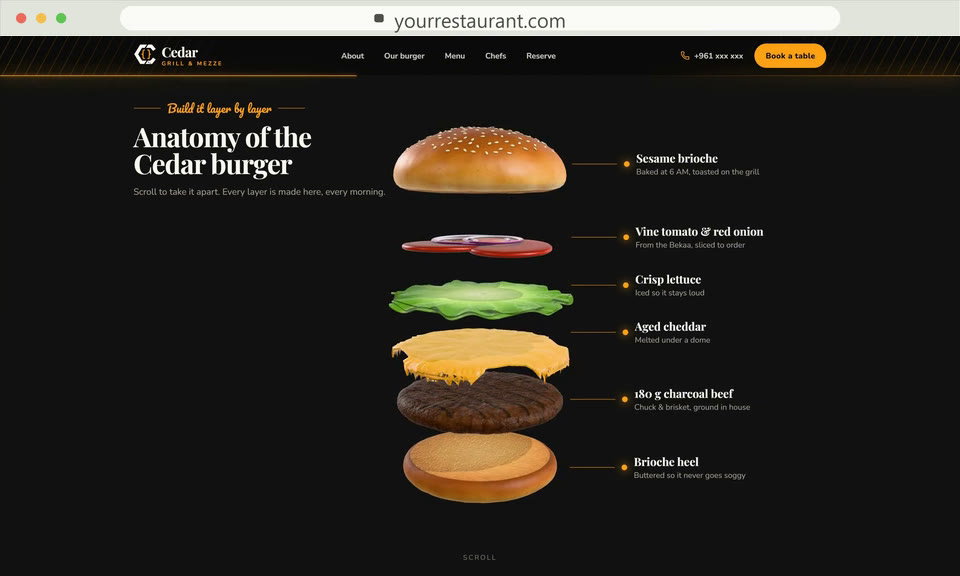 yourrestaurant.com
Cedar
GRILL & MEZZE
About
Our burger
Menu
Chefs
Reserve
+961 xxx xxx
Book a table
Build it layer by layer
Anatomy of the
Cedar burger
Scroll to take it apart. Every layer is made here, every morning.
Sesame brioche
Baked at 6 AM, toasted on the grill
Vine tomato & red onion
From the Bekaa, sliced to order
Crisp lettuce
Iced so it stays loud
Aged cheddar
Melted under a dome
180 g charcoal beef
Chuck & brisket, ground in house
Brioche heel
Buttered so it never goes soggy
SCROLL